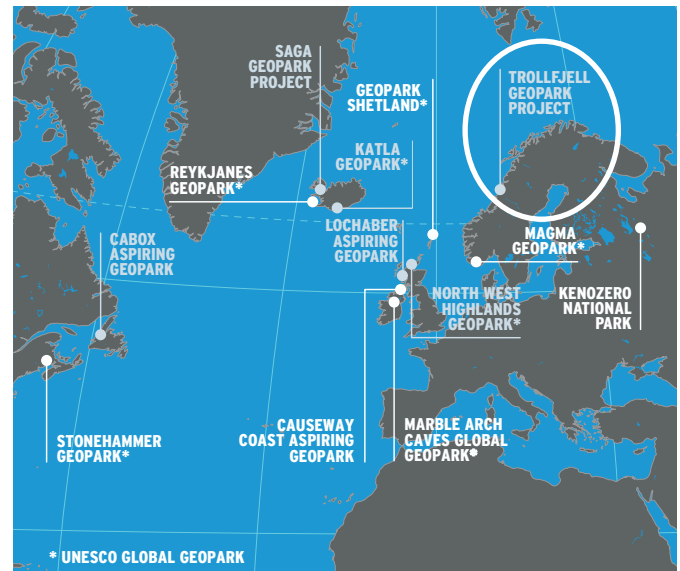 SAGA
GEOPARK
PROJECT
GEOPARK
SHETLAND*
TROLLFJELL
GEOPARK
PROJECT
KATLA
GEOPARK*
REYKJANES
GEOPARK*
LOCHABER
ASPIRING
GEOPARK
CABOX
ASPIRING
GEOPARK
MAGMA
GEOPARK*
NORTH WEST
HIGHLANDS
GEOPARK*
KENOZERO
NATIONAL
PARK
STONEHAMMER
GEOPARK*
CAUSEWAY
COAST ASPIRING
GEOPARK
MARBLE ARCH
CAVES GLOBAL
GEOPARK*
* UNESCO GLOBAL GEOPARK